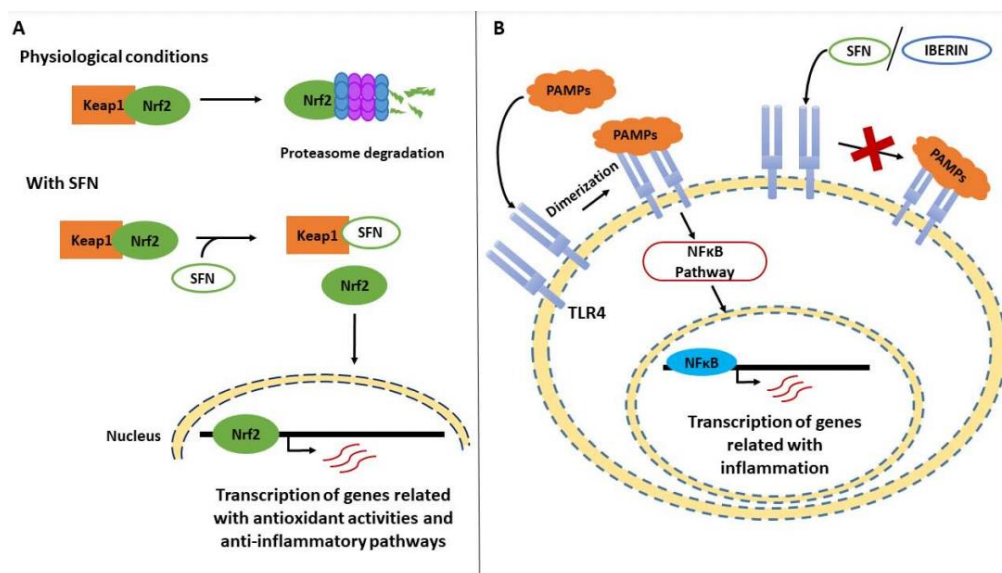 A
Physiological conditions
Keap1
Nrf2
Nrf2
Proteasome degradation
With SFN
Keap1
Nrf2
SFN
Keap1
SFN
Nrf2
Nucleus
Nrf2
Transcription of genes related
with antioxidant activities and
anti-inflammatory pathways
B
SFN
IBERIN
PAMPs
PAMPs
PAMPs
Dimerization
TLR4
NFκB
Pathway
NFκB
Transcription of genes
related with
inflammation